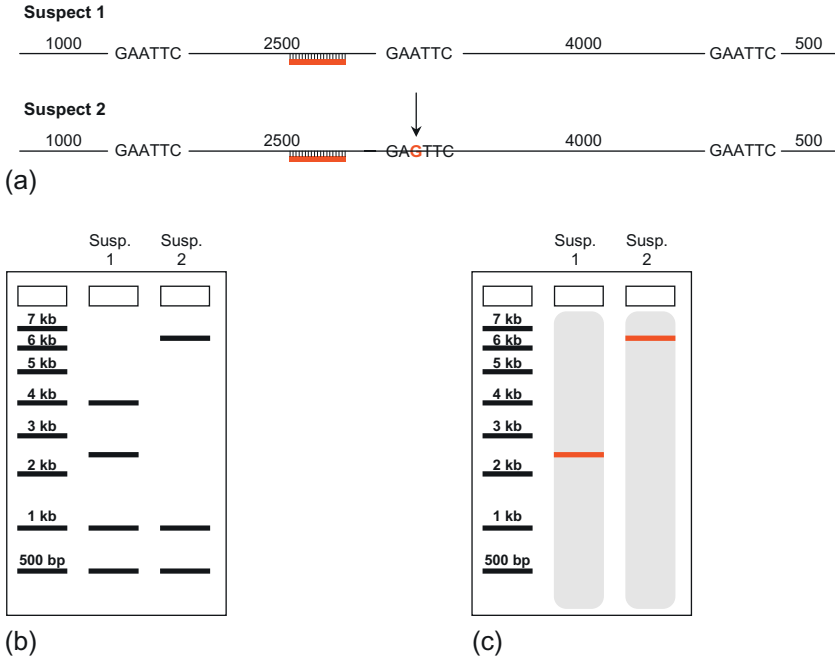 Suspect 1
1000 GAATTC 2500 GAATTC 4000 GAATTC 500
Suspect 2
1000 GAATTC 2500 GAGTTC 4000 GAATTC 500
(a)
Susp. 1 Susp. 2
7 kb
6 kb
5 kb
4 kb
3 kb
2 kb
1 kb
500 bp
(b)
Susp. 1 Susp. 2
7 kb
6 kb
5 kb
4 kb
3 kb
2 kb
1 kb
500 bp
(c)